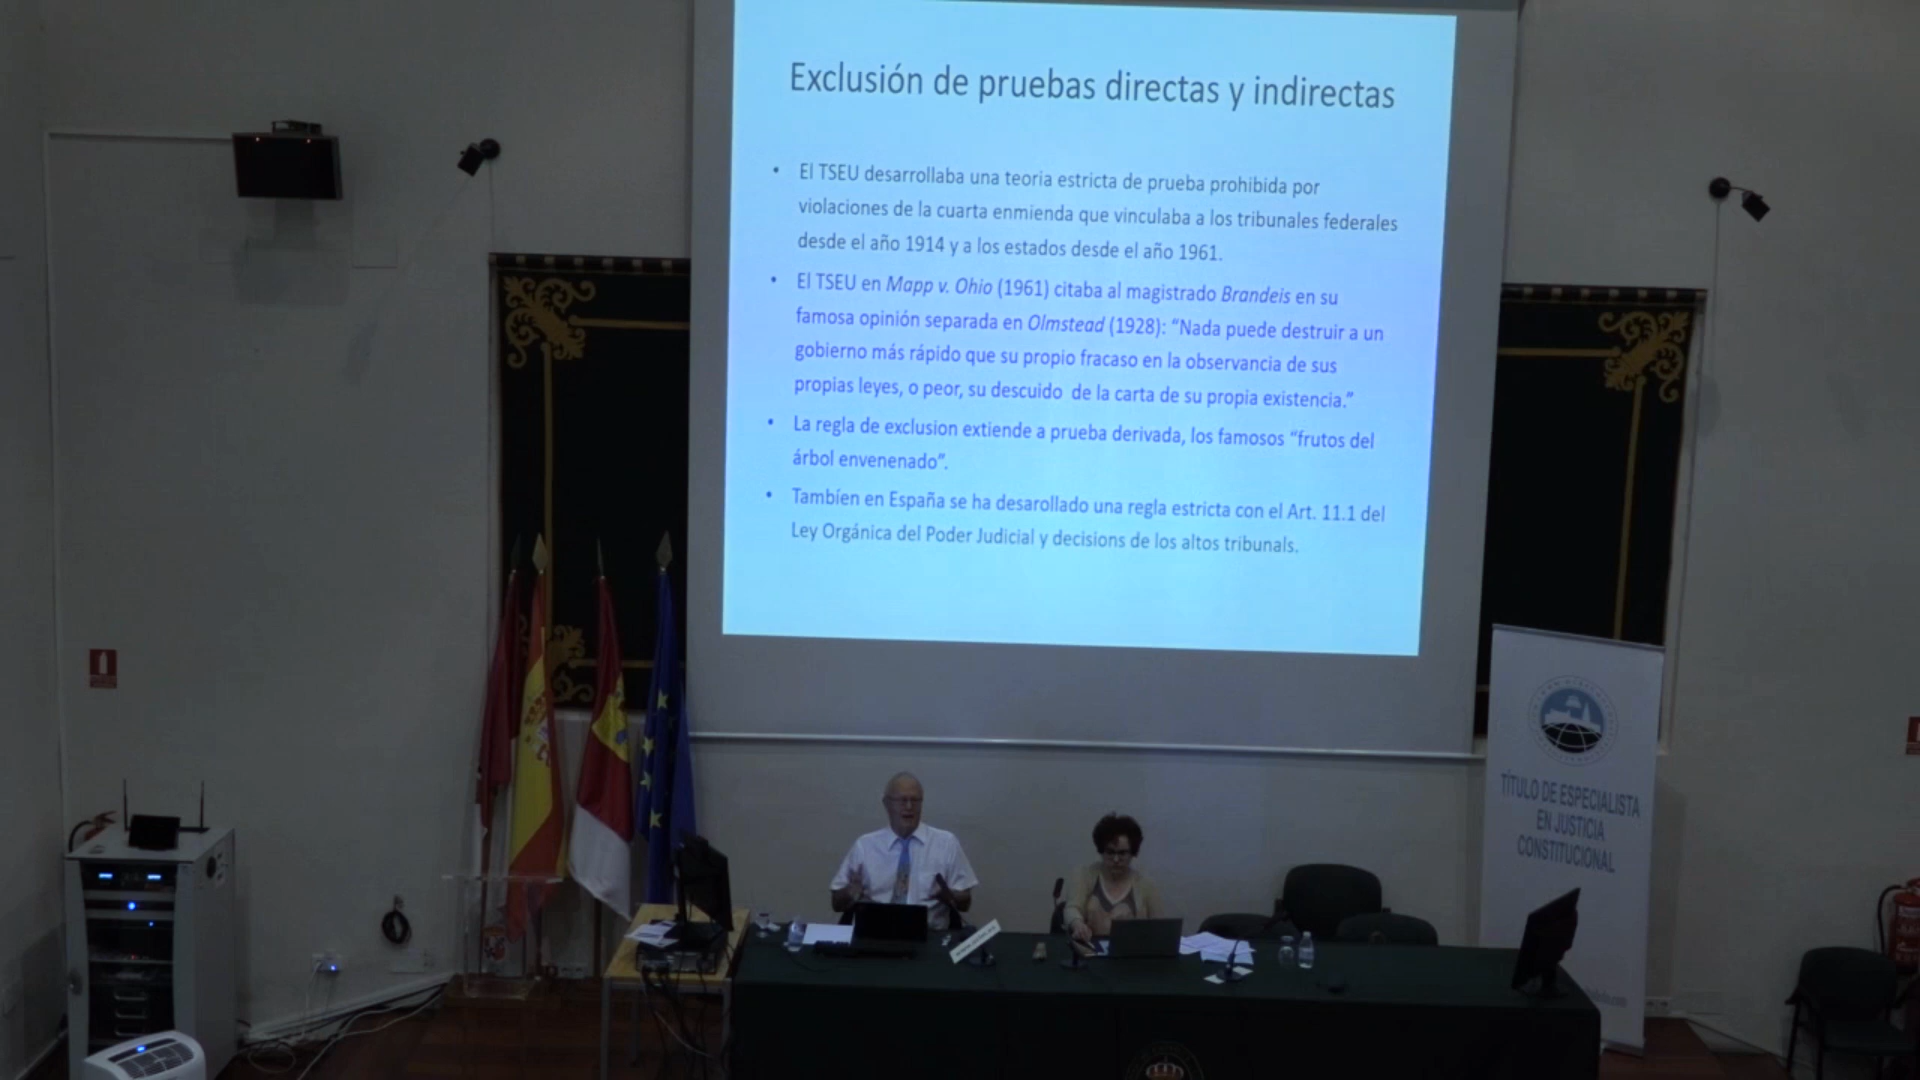 Exclusión de pruebas directas y indirectas
• El TSEU desarrollaba una teoria estricta de prueba prohibida por
violaciones de la cuarta enmienda que vinculaba a los tribunales federales
desde el año 1914 y a los estados desde el año 1961.
• El TSEU en Mapp v. Ohio (1961) citaba al magistrado Brandeis en su
famosa opinión separada en Olmstead (1928): “Nada puede destruir a un
gobierno más rápido que su propio fracaso en la observancia de sus
propias leyes, o peor, su descuido de la carta de su propia existencia.”
• La regla de exclusion extiende a prueba derivada, los famosos “frutos del
árbol envenenado”.
• Tambíen en España se ha desarollado una regla estricta con el Art. 11.1 del
Ley Orgánica del Poder Judicial y decisions de los altos tribunals.
TÍTULO DE ESPECIALISTA
EN JUSTICIA
CONSTITUCIONAL